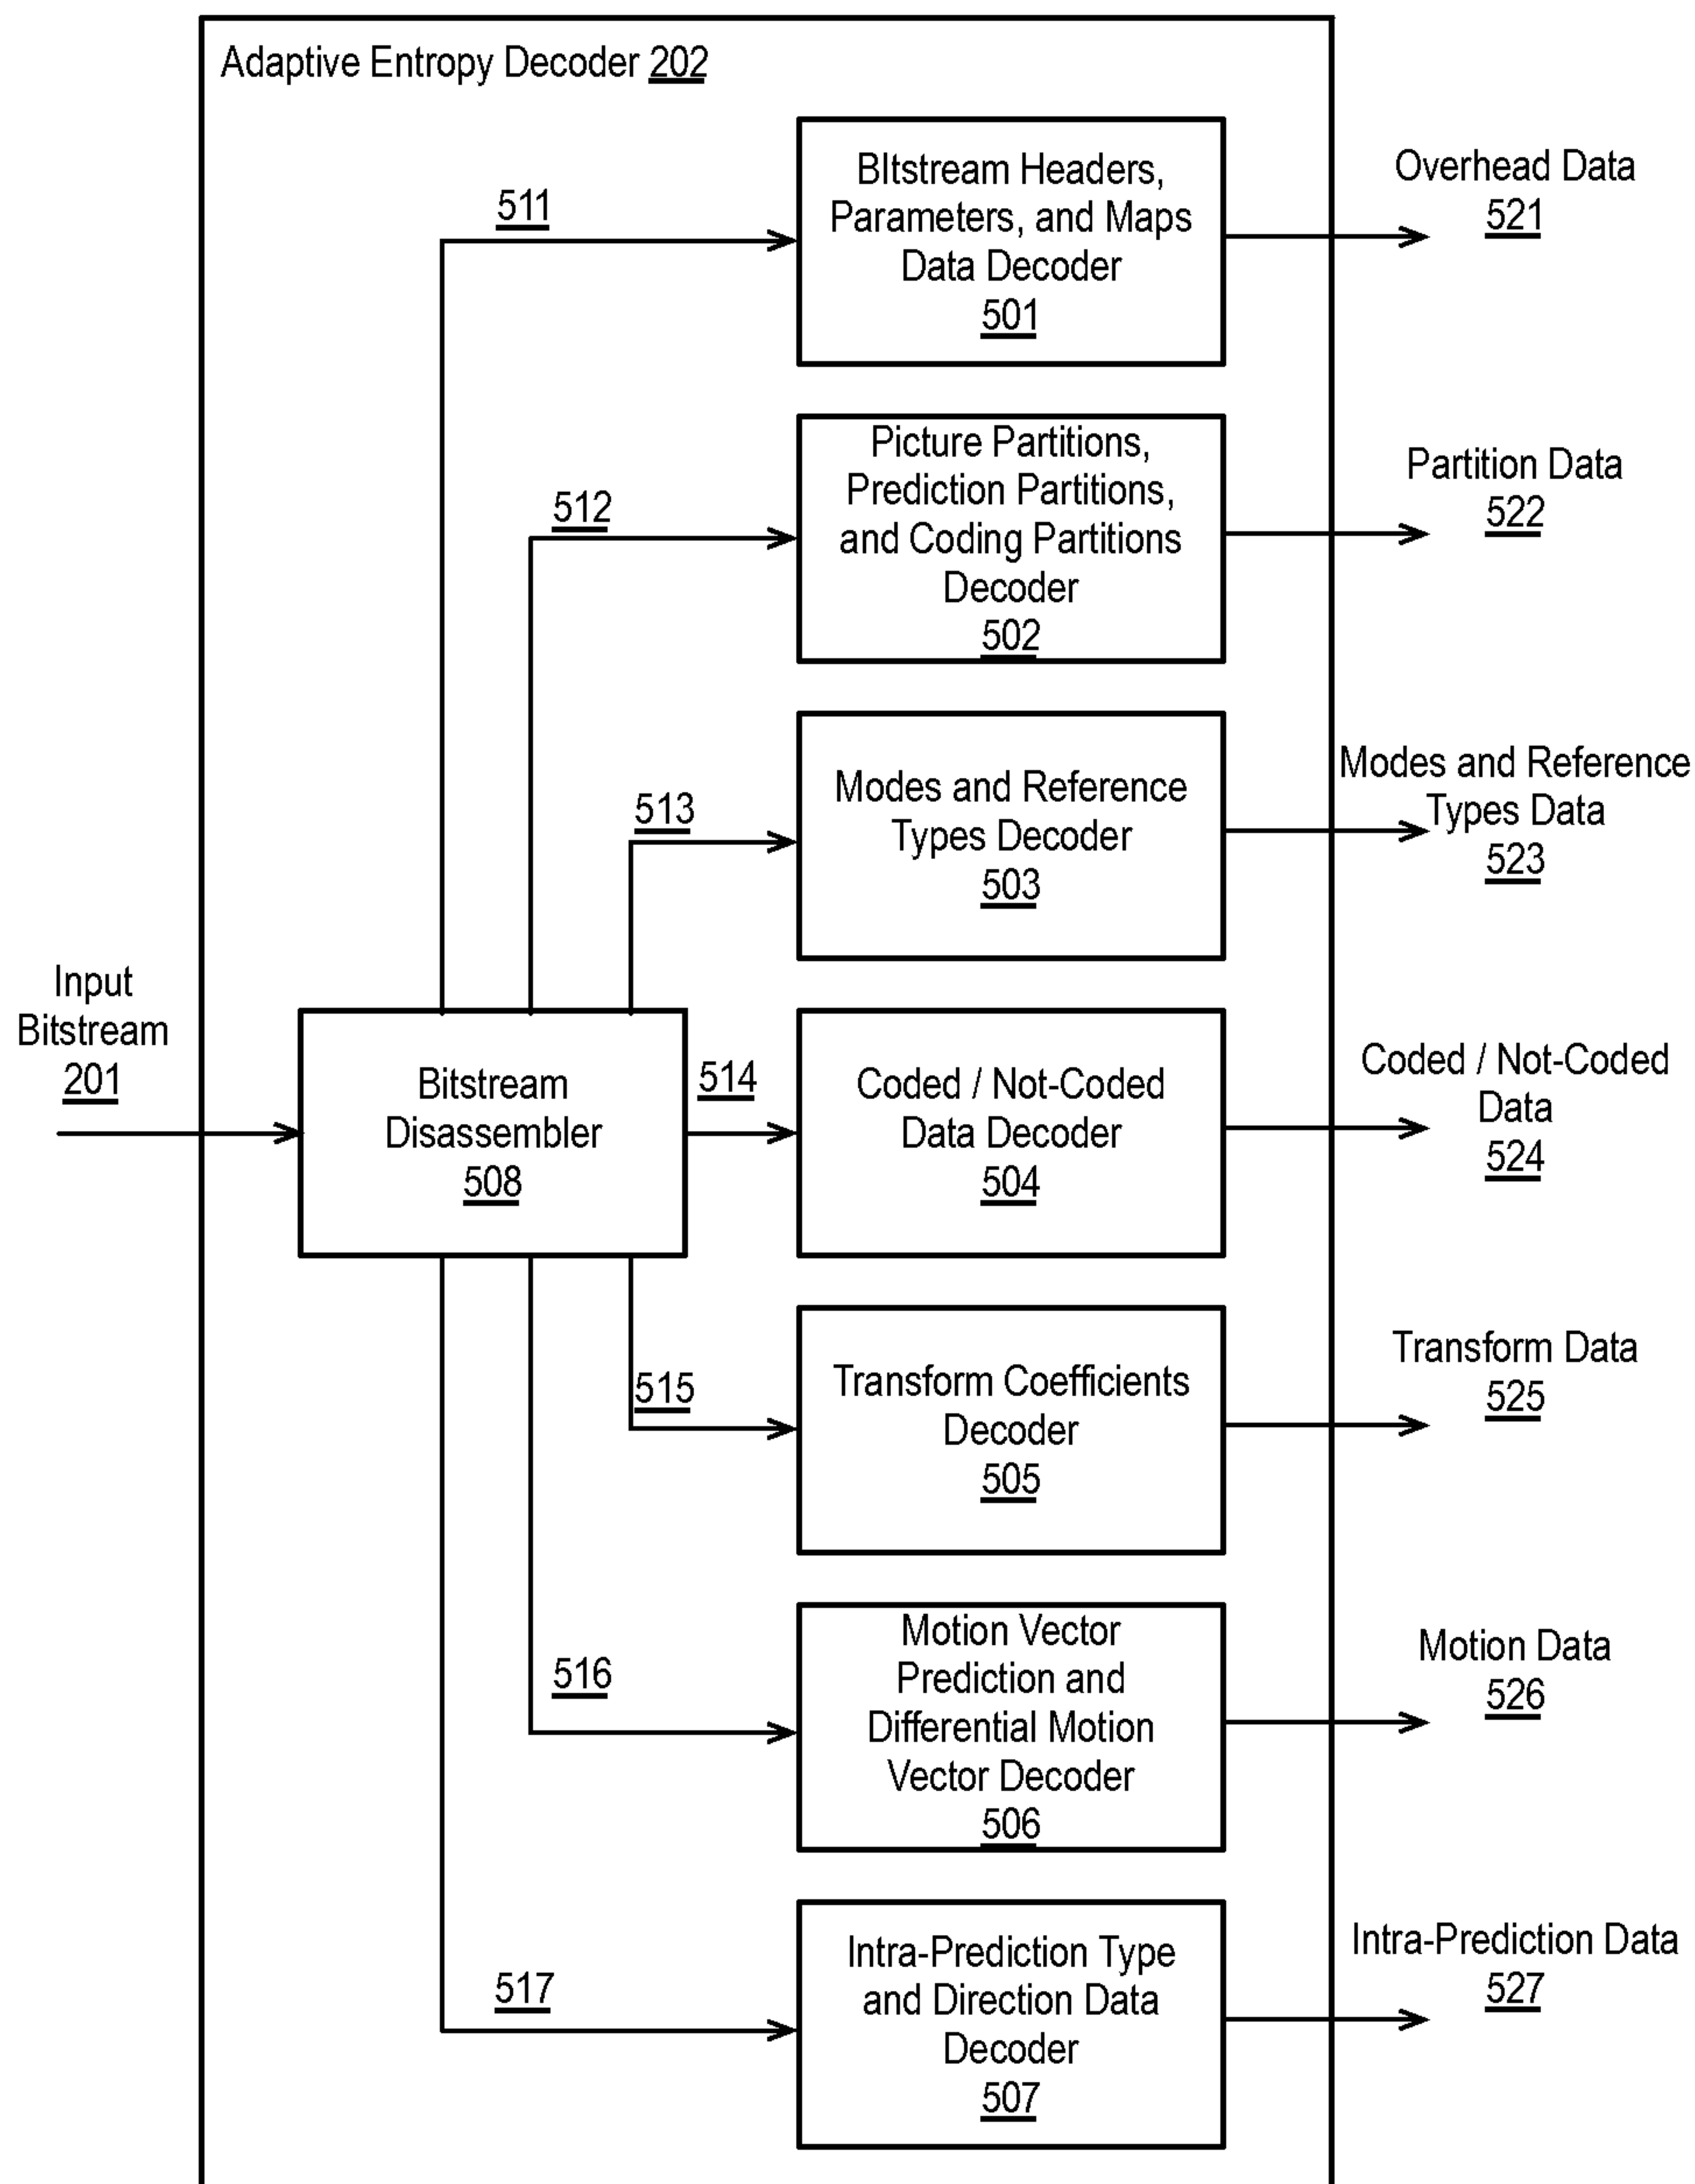 Adaptive Entropy Decoder 202
BItstream Headers,
Parameters, and Maps
Data Decoder
501
511
Overhead Data
521
Picture Partitions,
Prediction Partitions,
and Coding Partitions
Decoder
502
512
Partition Data
522
Modes and Reference
Types Decoder
503
513
Modes and Reference
Types Data
523
Input
Bitstream
201
Bitstream
Disassembler
508
514
Coded / Not-Coded
Data Decoder
504
Coded / Not-Coded
Data
524
515
Transform Coefficients
Decoder
505
Transform Data
525
516
Motion Vector
Prediction and
Differential Motion
Vector Decoder
506
Motion Data
526
517
Intra-Prediction Type
and Direction Data
Decoder
507
Intra-Prediction Data
527